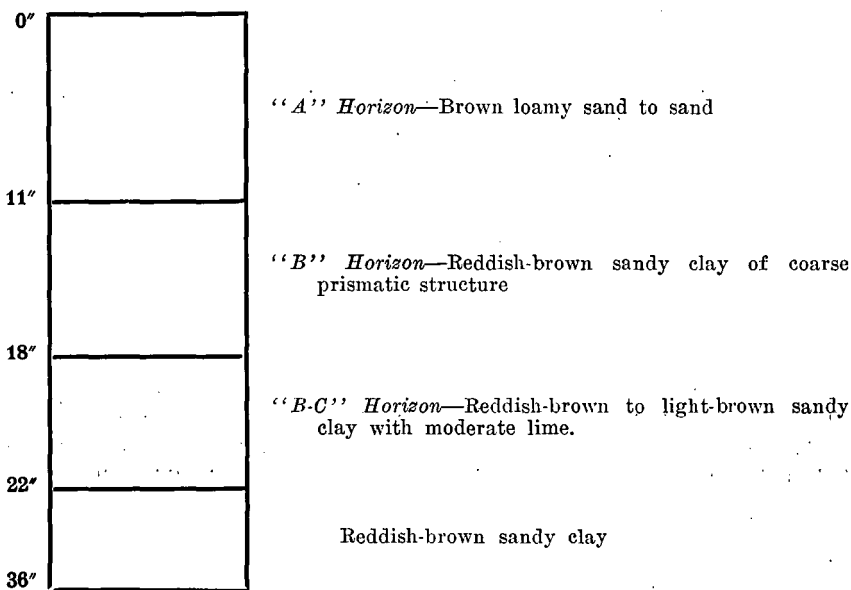 0″
"A" Horizon—Brown loamy sand to sand
11″
"B" Horizon—Reddish-brown sandy clay of coarse
prismatic structure
18″
"B-C" Horizon—Reddish-brown to light-brown sandy
clay with moderate lime.
22″
Reddish-brown sandy clay
36″